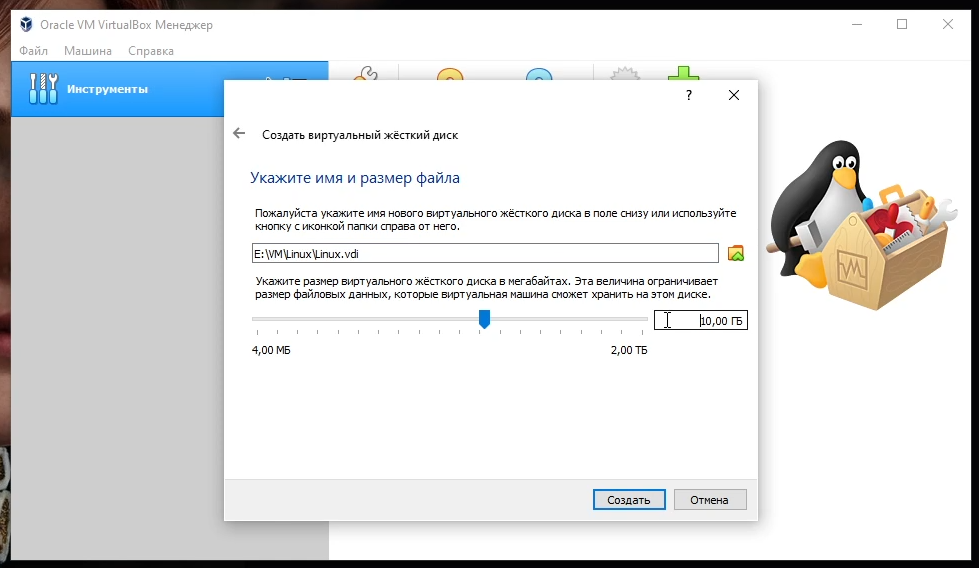 Oracle VM VirtualBox Менеджер
Файл Машина Справка
Инструменты
?
Создать виртуальный жёсткий диск
Укажите имя и размер файла
Пожалуйста укажите имя нового виртуального жёсткого диска в поле снизу или используйте
кнопку с иконкой папки справа от него.
E:\VM\Linux\Linux.vdi
Укажите размер виртуального жёсткого диска в мегабайтах. Эта величина ограничивает
размер файловых данных, которые виртуальная машина сможет хранить на этом диске.
10,00 ГБ
4,00 МБ 2,00 ТБ
Создать Отмена